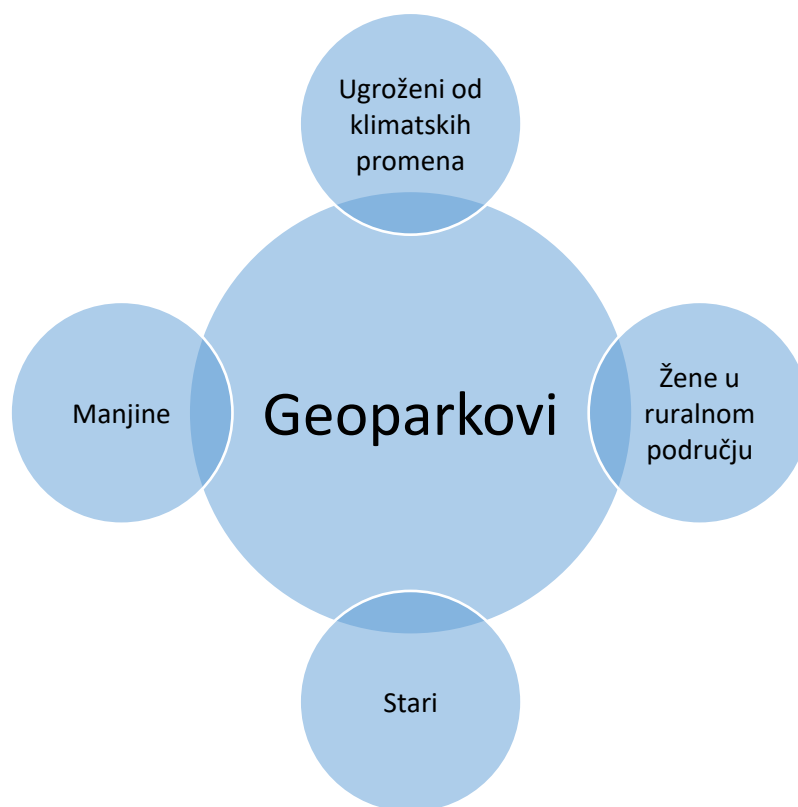 Ugroženi od
klimatskih
promena
Manjine
Geoparkovi
Žene u
ruralnom
području
Stari